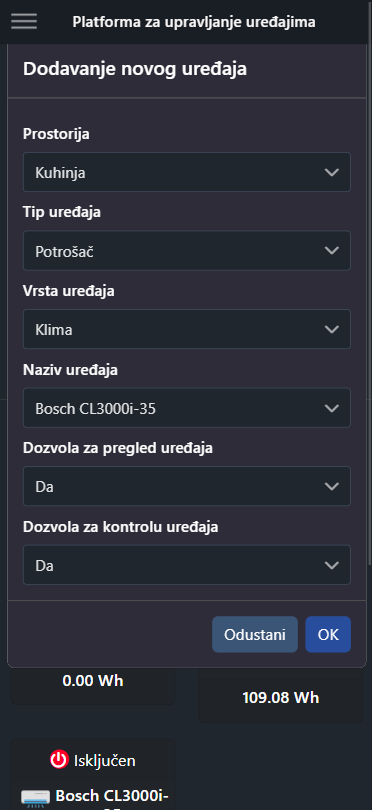 Platforma za upravljanje uređajima
Dodavanje novog uređaja
Prostorija
Kuhinja
Tip uređaja
Potrošač
Vrsta uređaja
Klima
Naziv uređaja
Bosch CL3000i-35
Dozvola za pregled uređaja
Da
Dozvola za kontrolu uređaja
Da
Odustani OK
0.00 Wh
109.08 Wh
Isključen
Bosch CL3000i-